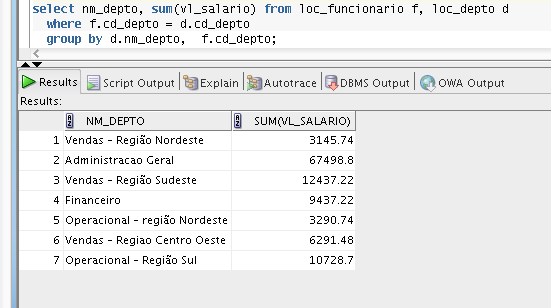 select nm_depto, sum(vl_salario) from loc_funcionario f, loc_depto d
where f.cd_depto = d.cd_depto
group by d.nm_depto,  f.cd_depto;
Results Script Output Explain Autotrace DBMS Output OWA Output
Results:
NM_DEPTO SUM(VL_SALARIO)
1 Vendas - Região Nordeste 3145.74
2 Administracao Geral 67498.8
3 Vendas - Região Sudeste 12437.22
4 Financeiro 9437.22
5 Operacional - região Nordeste 3290.74
6 Vendas - Regiao Centro Oeste 6291.48
7 Operacional - Região Sul 10728.7